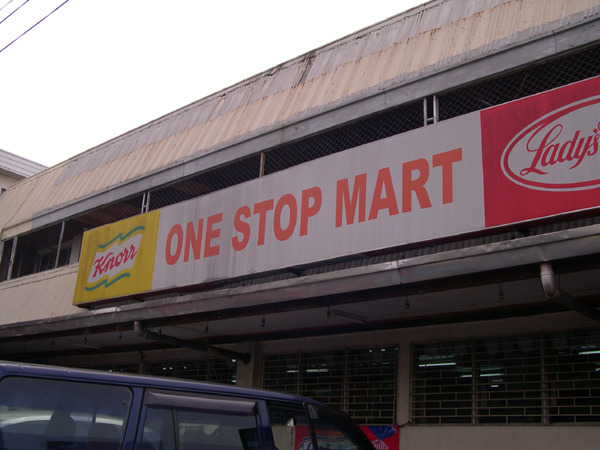 Knorr
ONE STOP MART
Lady's